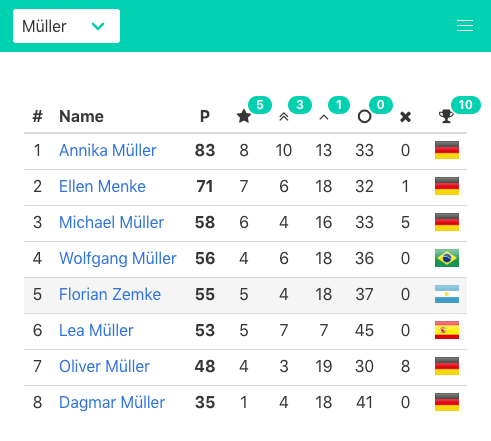 Müller
5 3 1 0 10
# Name P
1 Annika Müller 83 8 10 13 33 0
2 Ellen Menke 71 7 6 18 32 1
3 Michael Müller 58 6 4 16 33 5
4 Wolfgang Müller 56 4 6 18 36 0
5 Florian Zemke 55 5 4 18 37 0
6 Lea Müller 53 5 7 7 45 0
7 Oliver Müller 48 4 3 19 30 8
8 Dagmar Müller 35 1 4 18 41 0